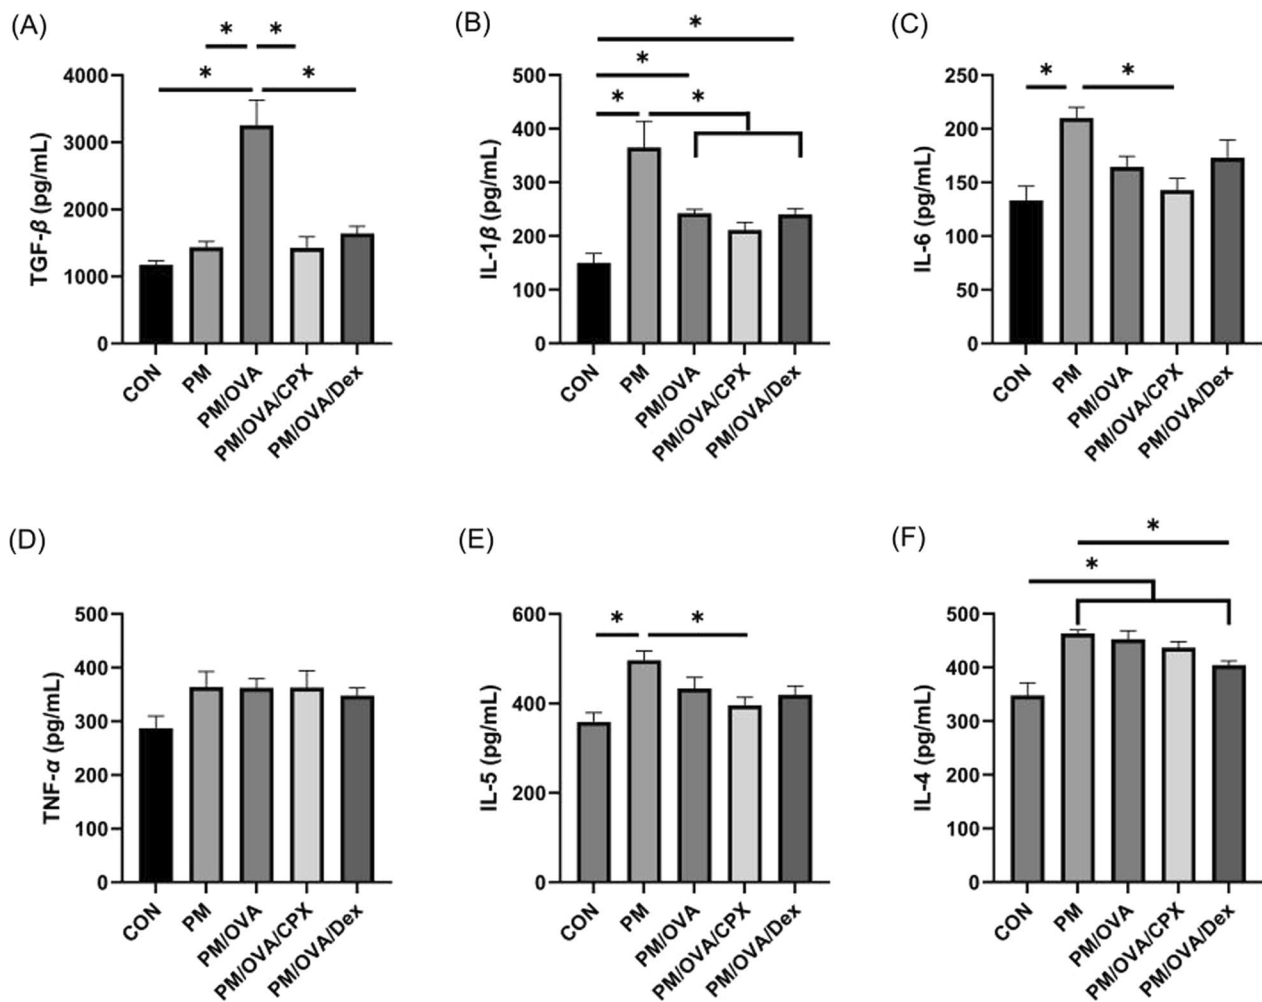 (A)
*
*
*
*
TGF-β (pg/mL)
4000
3000
2000
1000
0
CON
PM
PM/OVA
PM/OVA/CPX
PM/OVA/Dex
(B)
*
*
*
*
IL-1β (pg/mL)
500
400
300
200
100
0
CON
PM
PM/OVA
PM/OVA/CPX
PM/OVA/Dex
(C)
*
*
IL-6 (pg/mL)
250
200
150
100
50
0
CON
PM
PM/OVA
PM/OVA/CPX
PM/OVA/Dex
(D)
TNF-α (pg/mL)
500
400
300
200
100
0
CON
PM
PM/OVA
PM/OVA/CPX
PM/OVA/Dex
(E)
*
*
IL-5 (pg/mL)
600
400
200
0
CON
PM
PM/OVA
PM/OVA/CPX
PM/OVA/Dex
(F)
*
*
IL-4 (pg/mL)
500
400
300
200
100
0
CON
PM
PM/OVA
PM/OVA/CPX
PM/OVA/Dex